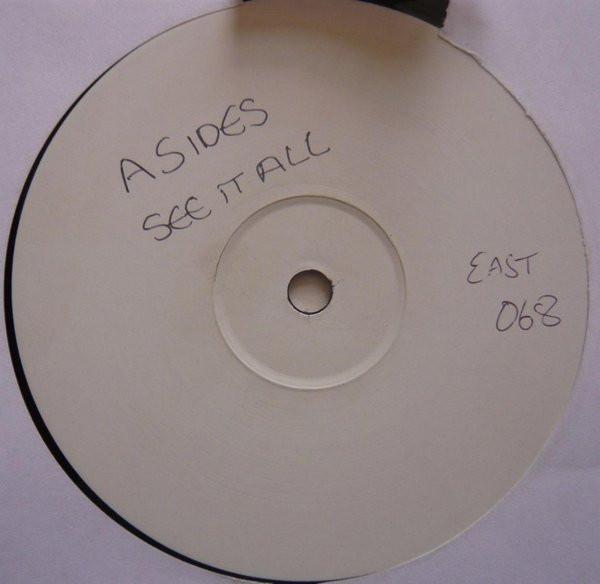 A SIDES
SEE IT ALL
EAST
068